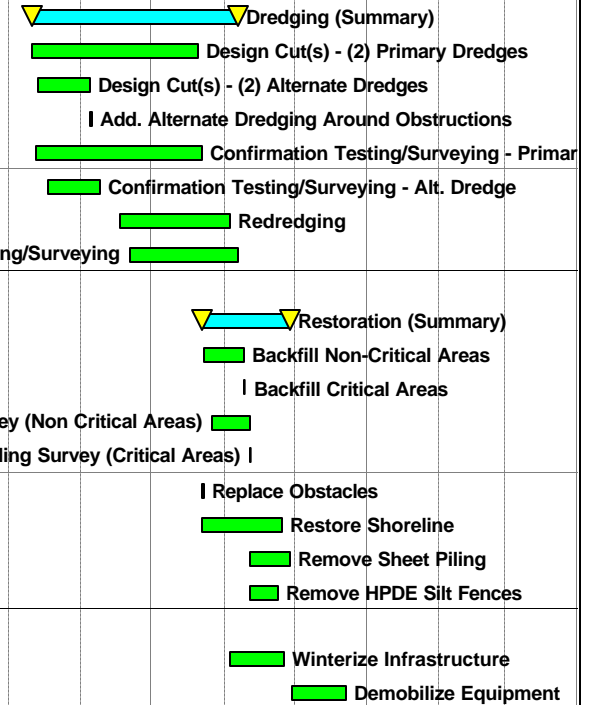 Dredging (Summary)
Design Cut(s) - (2) Primary Dredges
Design Cut(s) - (2) Alternate Dredges
Add. Alternate Dredging Around Obstructions
Confirmation Testing/Surveying - Primar
Confirmation Testing/Surveying - Alt. Dredge
Redredging
ng/Surveying
Restoration (Summary)
Backfill Non-Critical Areas
Backfill Critical Areas
ey (Non Critical Areas)
ling Survey (Critical Areas)
Replace Obstacles
Restore Shoreline
Remove Sheet Piling
Remove HPDE Silt Fences
Winterize Infrastructure
Demobilize Equipment